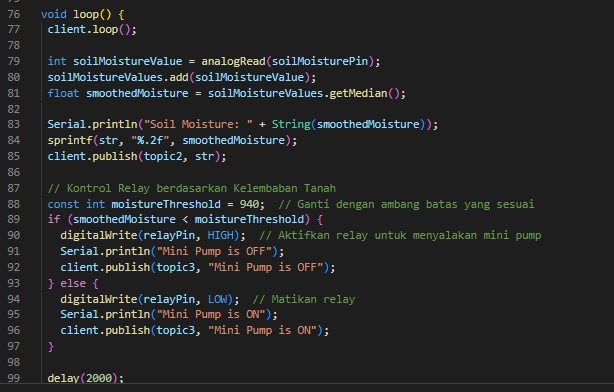 76 void loop() {
77 client.loop();
78
79 int soilMoistureValue = analogRead(soilMoisturePin);
80 soilMoistureValues.add(soilMoistureValue);
81 float smoothedMoisture = soilMoistureValues.getMedian();
82
83 Serial.println("Soil Moisture: " + String(smoothedMoisture));
84 sprintf(str, "%.2f", smoothedMoisture);
85 client.publish(topic2, str);
86
87 // Kontrol Relay berdasarkan Kelembaban Tanah
88 const int moistureThreshold = 940;  // Ganti dengan ambang batas yang sesuai
89 if (smoothedMoisture < moistureThreshold) {
90 digitalWrite(relayPin, HIGH);  // Aktifkan relay untuk menyalakan mini pump
91 Serial.println("Mini Pump is OFF");
92 client.publish(topic3, "Mini Pump is OFF");
93 } else {
94 digitalWrite(relayPin, LOW);  // Matikan relay
95 Serial.println("Mini Pump is ON");
96 client.publish(topic3, "Mini Pump is ON");
97 }
98
99 delay(2000);